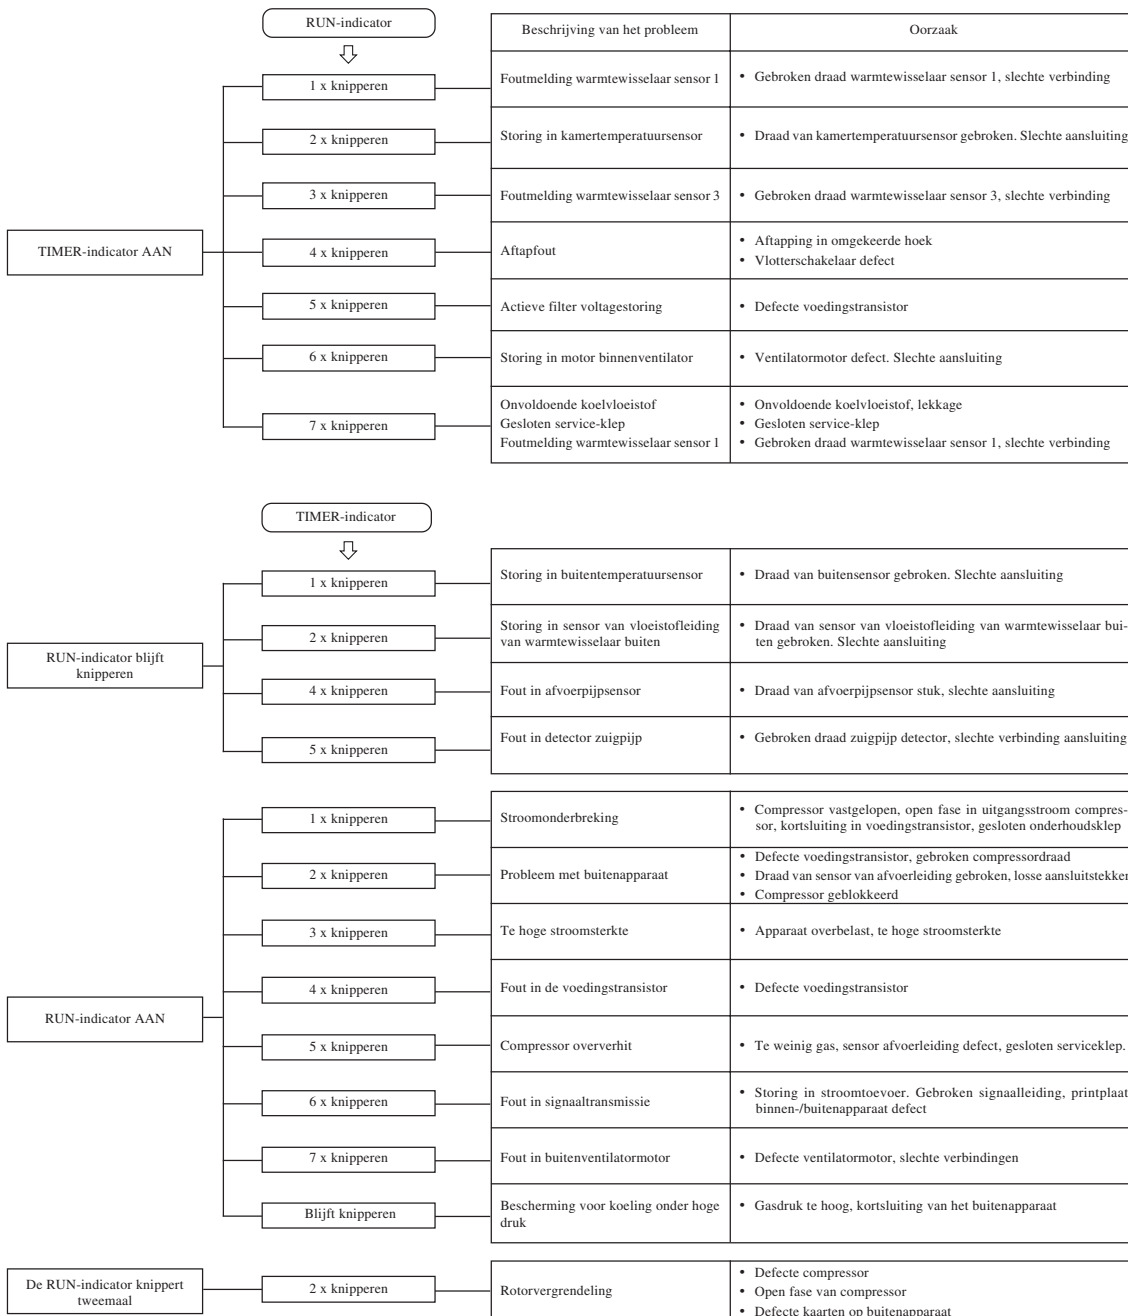 RUN-indicator
Beschrijving van het probleem
Oorzaak
TIMER-indicator AAN
1 x knipperen
Foutmelding warmtewisselaar sensor 1
• Gebroken draad warmtewisselaar sensor 1, slechte verbinding
2 x knipperen
Storing in kamertemperatuursensor
• Draad van kamertemperatuursensor gebroken. Slechte aansluiting
3 x knipperen
Foutmelding warmtewisselaar sensor 3
• Gebroken draad warmtewisselaar sensor 3, slechte verbinding
4 x knipperen
Aftapfout
• Aftapping in omgekeerde hoek
• Vlotterschakelaar defect
5 x knipperen
Actieve filter voltagestoring
• Defecte voedingstransistor
6 x knipperen
Storing in motor binnenventilator
• Ventilatormotor defect. Slechte aansluiting
7 x knipperen
Onvoldoende koelvloeistof
Gesloten service-klep
Foutmelding warmtewisselaar sensor 1
• Onvoldoende koelvloeistof, lekkage
• Gesloten service-klep
• Gebroken draad warmtewisselaar sensor 1, slechte verbinding
TIMER-indicator
RUN-indicator blijft
knipperen
1 x knipperen
Storing in buitentemperatuursensor
• Draad van buitensensor gebroken. Slechte aansluiting
2 x knipperen
Storing in sensor van vloeistofleiding
van warmtewisselaar buiten
• Draad van sensor van vloeistofleiding van warmtewisselaar bui-
ten gebroken. Slechte aansluiting
4 x knipperen
Fout in afvoerpijpsensor
• Draad van afvoerpijpsensor stuk, slechte aansluiting
5 x knipperen
Fout in detector zuigpijp
• Gebroken draad zuigpijp detector, slechte verbinding aansluiting
RUN-indicator AAN
1 x knipperen
Stroomonderbreking
• Compressor vastgelopen, open fase in uitgangsstroom compres-
sor, kortsluiting in voedingstransistor, gesloten onderhoudsklep
2 x knipperen
Probleem met buitenapparaat
• Defecte voedingstransistor, gebroken compressordraad
• Draad van sensor van afvoerleiding gebroken, losse aansluitstekker
• Compressor geblokkeerd
3 x knipperen
Te hoge stroomsterkte
• Apparaat overbelast, te hoge stroomsterkte
4 x knipperen
Fout in de voedingstransistor
• Defecte voedingstransistor
5 x knipperen
Compressor oververhit
• Te weinig gas, sensor afvoerleiding defect, gesloten serviceklep.
6 x knipperen
Fout in signaaltransmissie
• Storing in stroomtoevoer. Gebroken signaalleiding, printplaat
binnen-/buitenapparaat defect
7 x knipperen
Fout in buitenventilatormotor
• Defecte ventilatormotor, slechte verbindingen
Blijft knipperen
Bescherming voor koeling onder hoge
druk
• Gasdruk te hoog, kortsluiting van het buitenapparaat
De RUN-indicator knippert
tweemaal
2 x knipperen
Rotorvergrendeling
• Defecte compressor
• Open fase van compressor
• Defecte kaarten op buitenapparaat